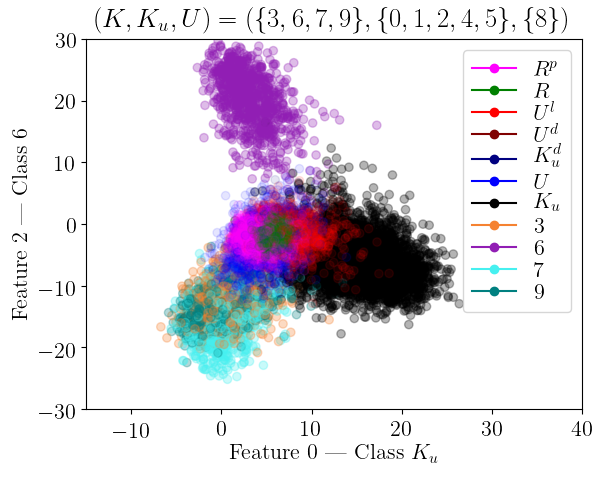 (K, K_u, U) = ({3, 6, 7, 9}, {0, 1, 2, 4, 5}, {8})
30
20
10
0
−10
−20
−30
Feature 2 — Class 6
R^p
R
U^l
U^d
K_u^d
U
K_u
3
6
7
9
−10
0
10
20
30
40
Feature 0 — Class K_u